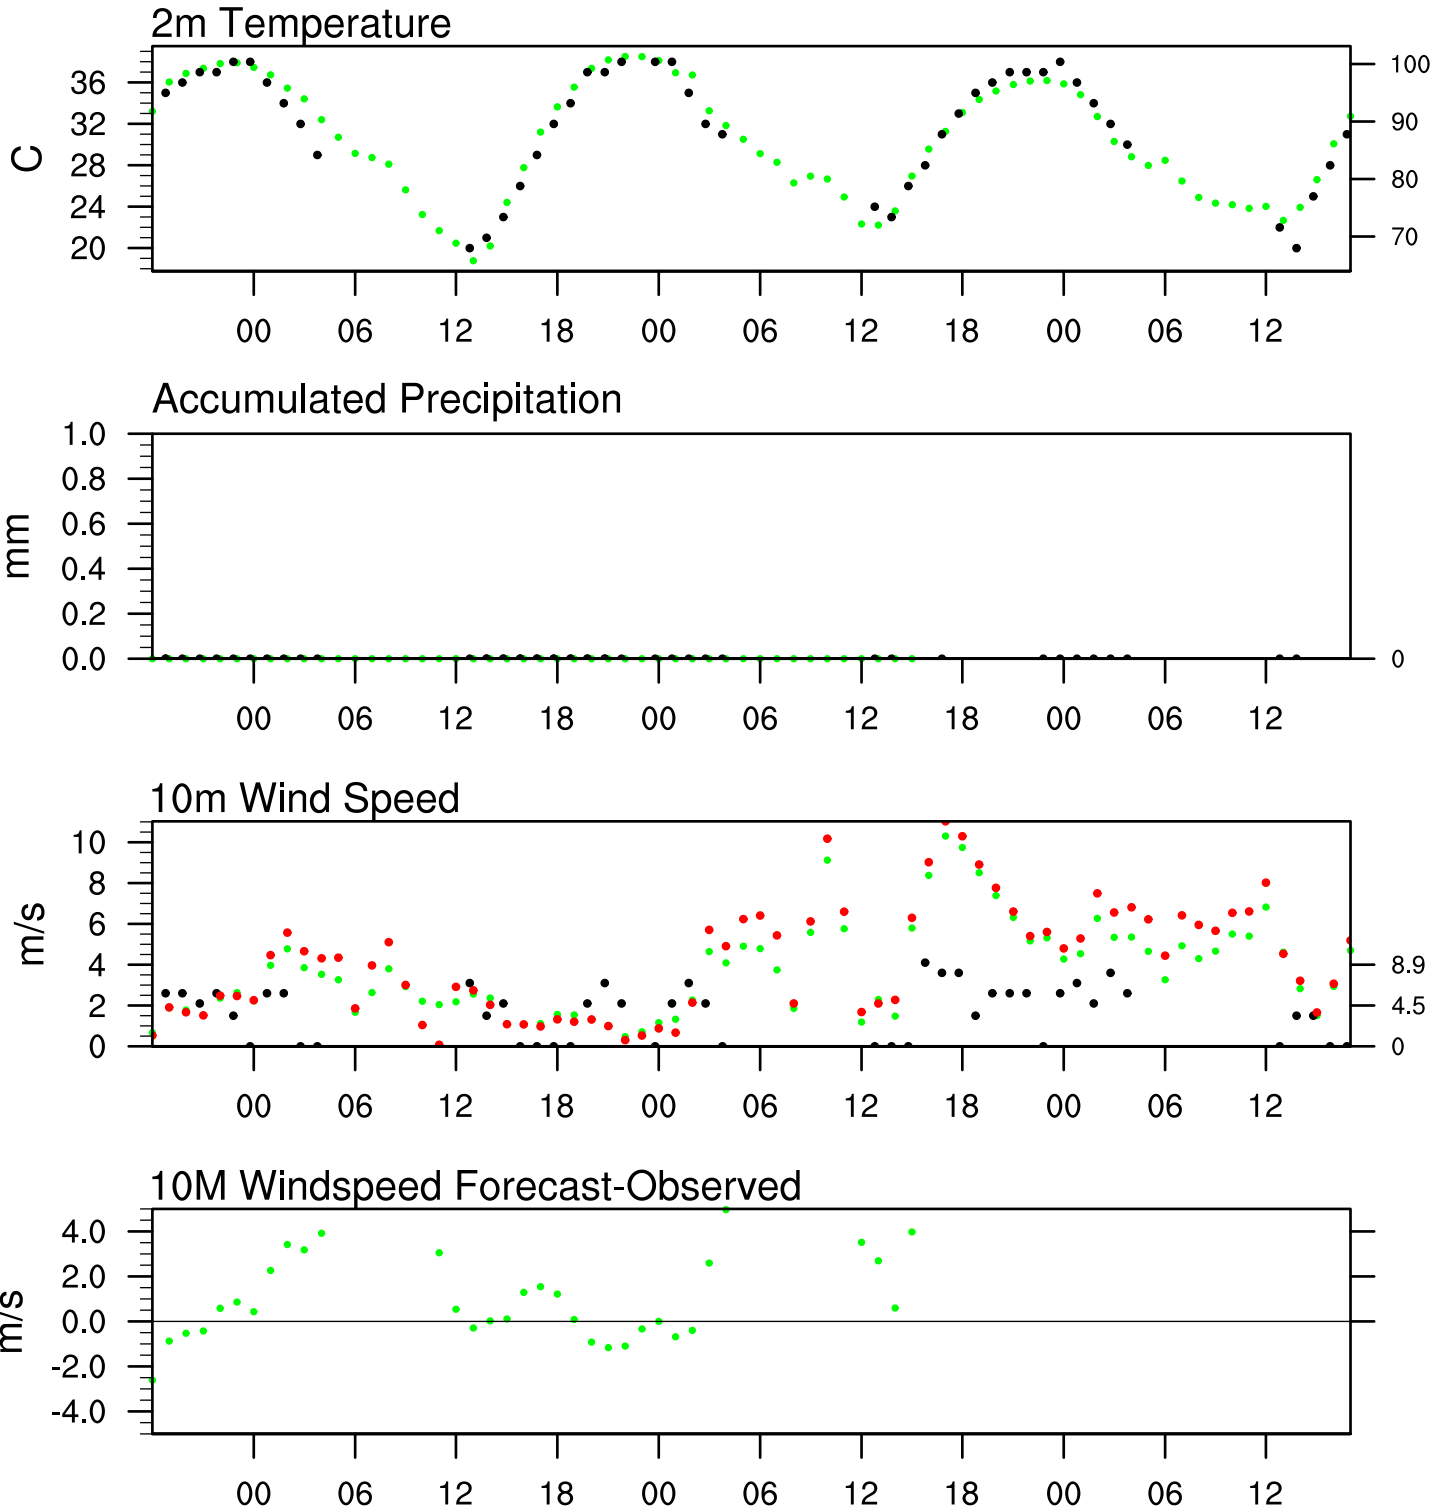 2m Temperature
C
36
32
28
24
20
100
90
80
70
00 06 12 18 00 06 12 18 00 06 12
Accumulated Precipitation
mm
1.0
0.8
0.6
0.4
0.2
0.0
0
00 06 12 18 00 06 12 18 00 06 12
10m Wind Speed
m/s
10
8
6
4
2
0
8.9
4.5
0
00 06 12 18 00 06 12 18 00 06 12
10M Windspeed Forecast-Observed
m/s
4.0
2.0
0.0
-2.0
-4.0
00 06 12 18 00 06 12 18 00 06 12